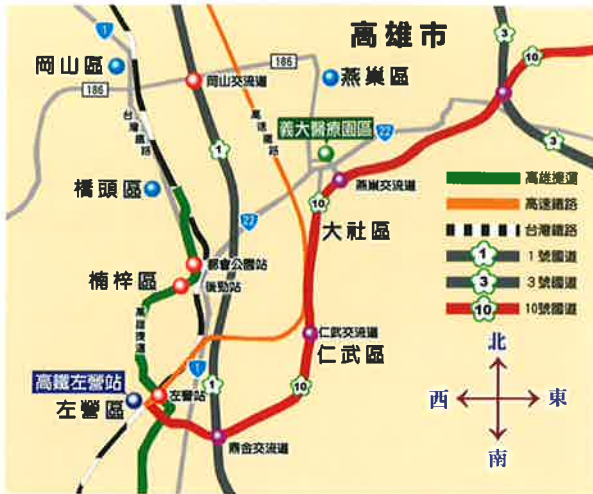 高雄市
1
3
10
岡山區
186
岡山交流道
186
燕巢區
台灣鐵路
高速鐵路
義大醫療園區
22
1
3
燕巢交流道
橋頭區
10
高雄捷運
高速鐵路
台灣鐵路
1
1號國道
3
3號國道
10
10號國道
22
大社區
都會公園站
後勁站
楠梓區
高雄捷運
仁武交流道
仁武區
高鐵左營站
左營區
左營站
1
1
10
鼎金交流道
北
西
東
南